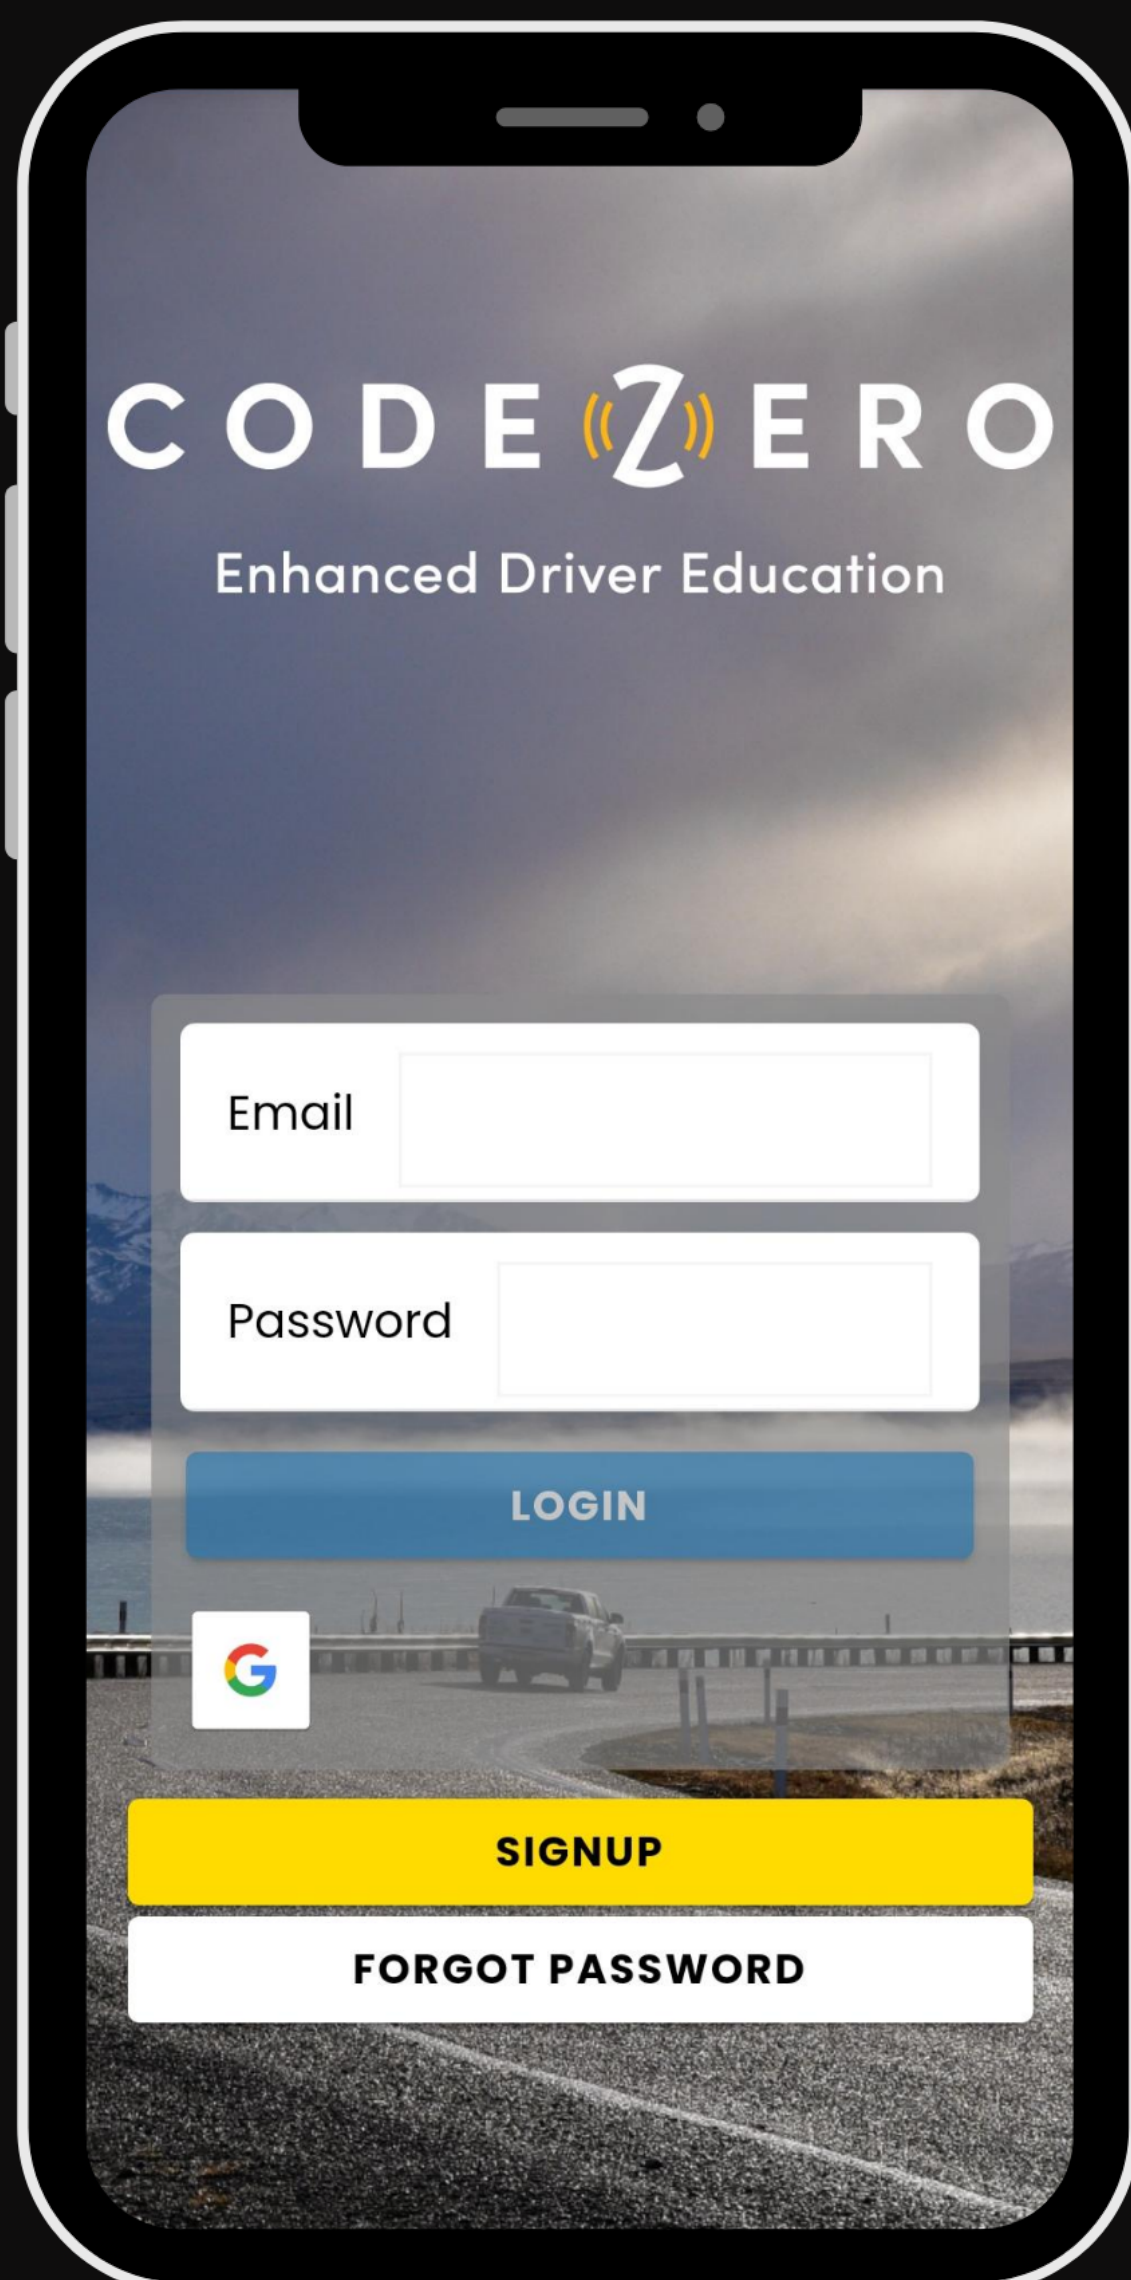 CODE ZERO
Enhanced Driver Education
Email
Password
LOGIN
G
SIGNUP
FORGOT PASSWORD